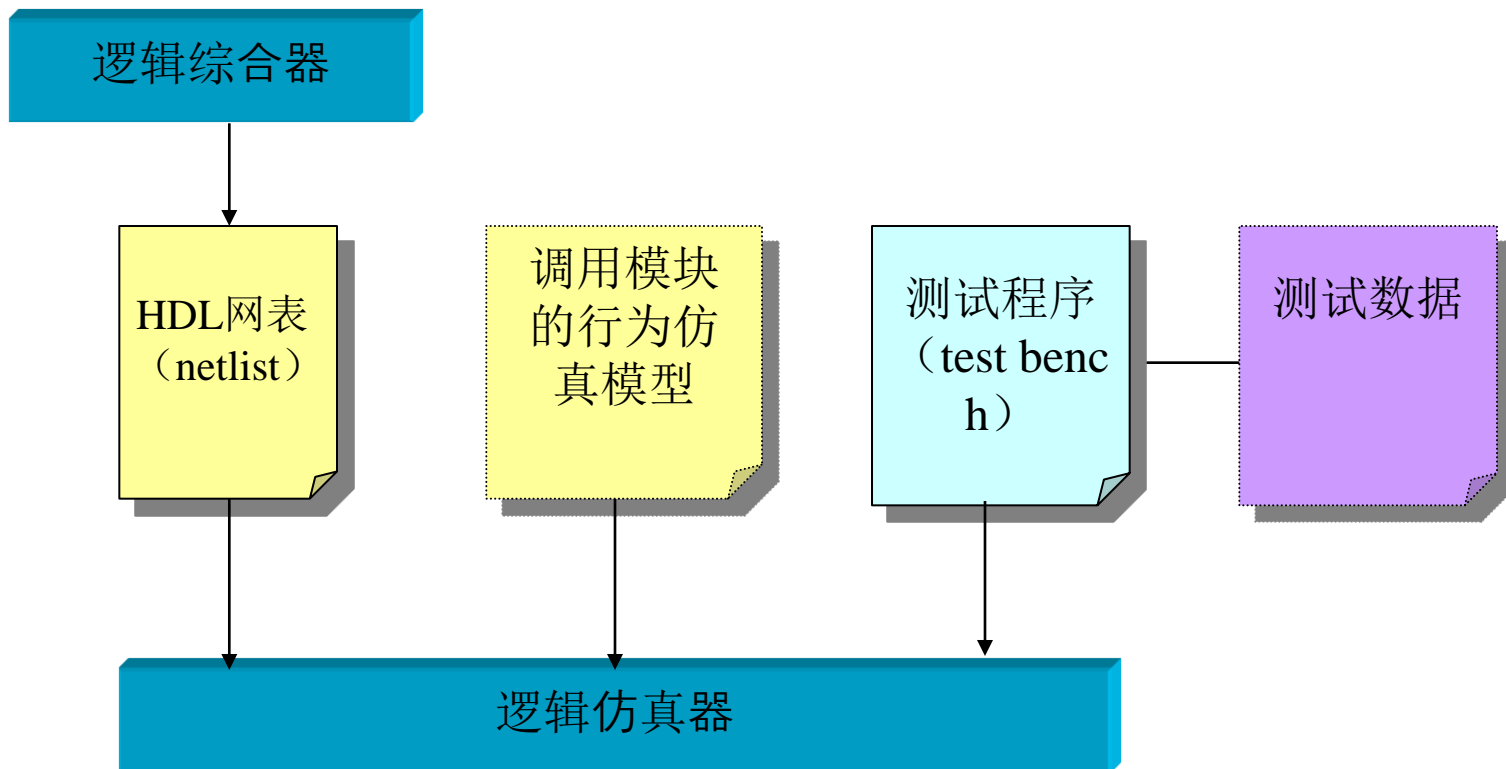 逻辑综合器
HDL网表
（netlist）
调用模块
的行为仿
真模型
测试程序
（test benc
h）
测试数据
逻辑仿真器